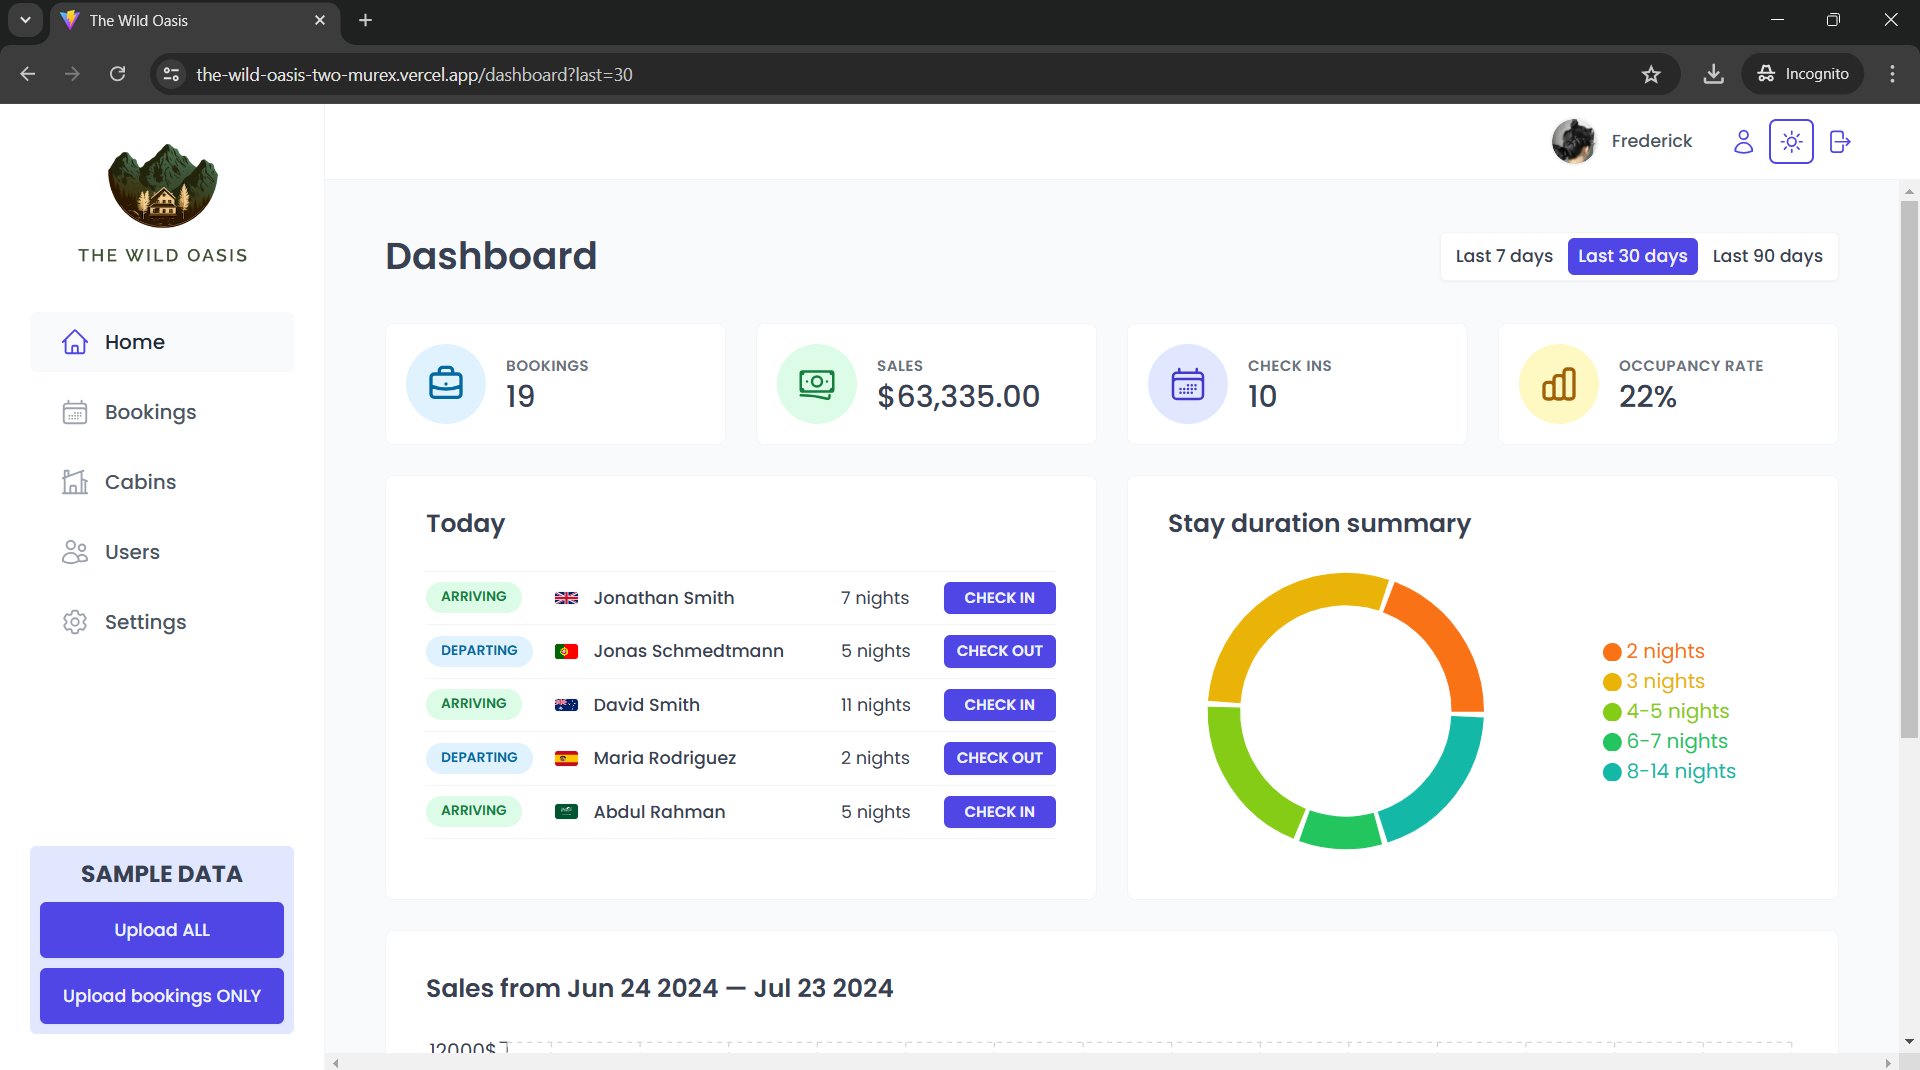 The Wild Oasis
the-wild-oasis-two-murex.vercel.app/dashboard?last=30
Incognito
THE WILD OASIS
Frederick
Home
Bookings
Cabins
Users
Settings
SAMPLE DATA
Upload ALL
Upload bookings ONLY
Dashboard
Last 7 days Last 30 days Last 90 days
BOOKINGS
19
SALES
$63,335.00
CHECK INS
10
OCCUPANCY RATE
22%
Today
ARRIVING Jonathan Smith 7 nights CHECK IN
DEPARTING Jonas Schmedtmann 5 nights CHECK OUT
ARRIVING David Smith 11 nights CHECK IN
DEPARTING Maria Rodriguez 2 nights CHECK OUT
ARRIVING Abdul Rahman 5 nights CHECK IN
Stay duration summary
2 nights
3 nights
4-5 nights
6-7 nights
8-14 nights
Sales from Jun 24 2024 — Jul 23 2024
12000$